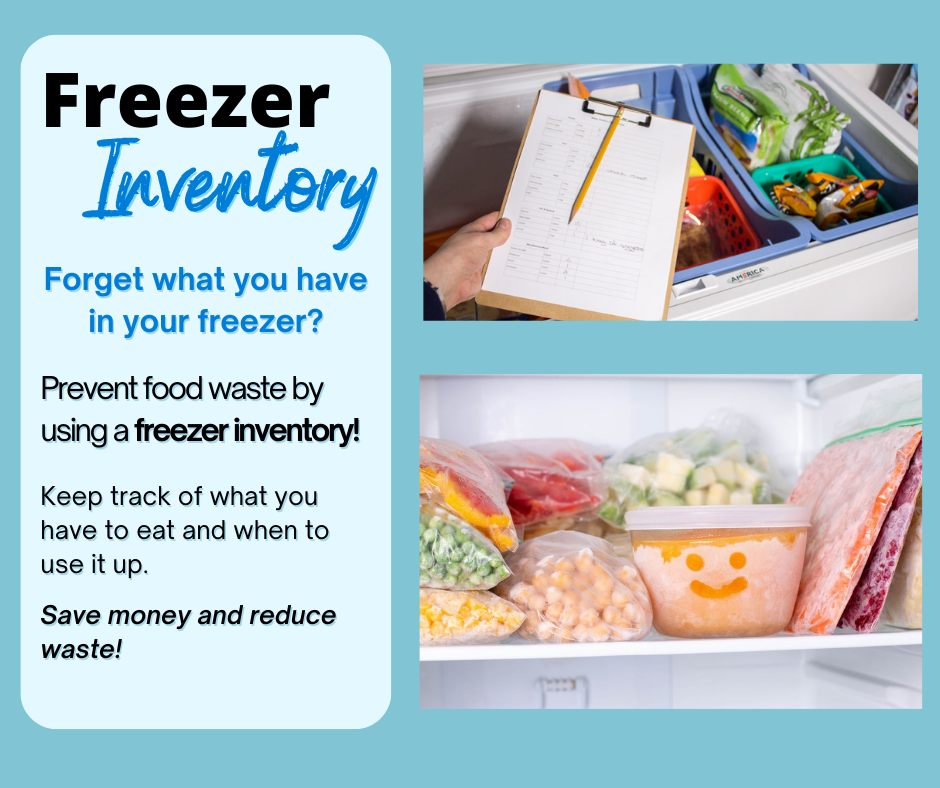 Freezer
Inventory
Forget what you have
in your freezer?
Prevent food waste by
using a freezer inventory!
Keep track of what you
have to eat and when to
use it up.
Save money and reduce
waste!
AMERICA